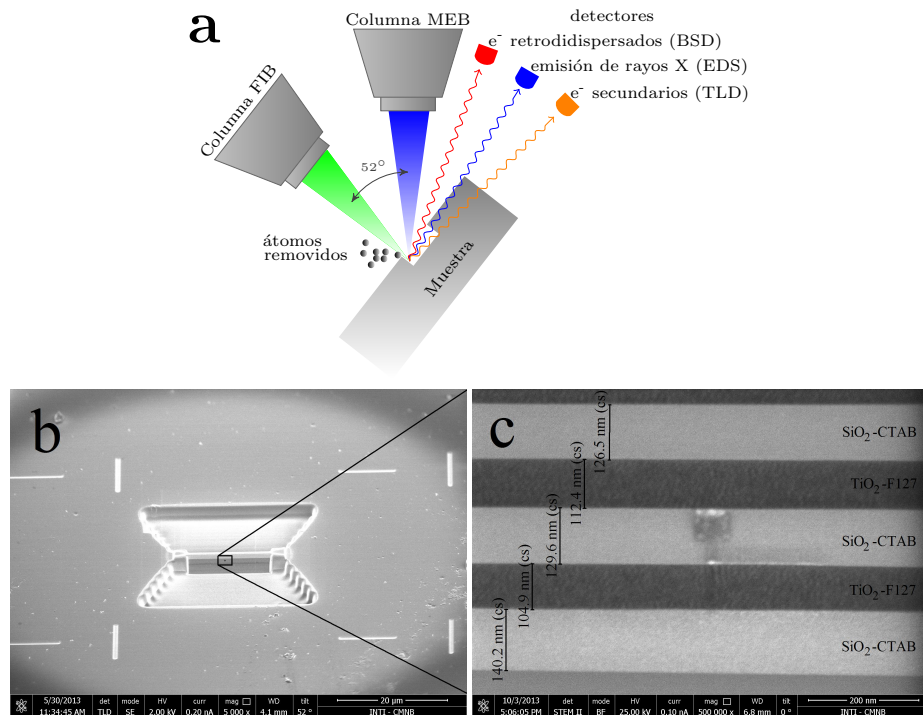 a
Columna MEB
detectores
e⁻ retrodidispersados (BSD)
emisión de rayos X (EDS)
e⁻ secundarios (TLD)
Columna FIB
52°
átomos
removidos
Muestra
b
5/30/2013 det mode HV curr mag WD tilt 20 µm
11:34:45 AM TLD SE 2.00 kV 0.20 nA 5 000 x 4.1 mm 52 ° INTI - CMNB
c
126.5 nm (cs)
SiO₂-CTAB
112.4 nm (cs)
TiO₂-F127
129.6 nm (cs)
SiO₂-CTAB
104.9 nm (cs)
TiO₂-F127
140.2 nm (cs)
SiO₂-CTAB
10/3/2013 det mode HV curr mag WD tilt 200 nm
5:06:05 PM STEM II BF 25.00 kV 0.10 nA 500 000 x 6.8 mm 0 ° INTI - CMNB